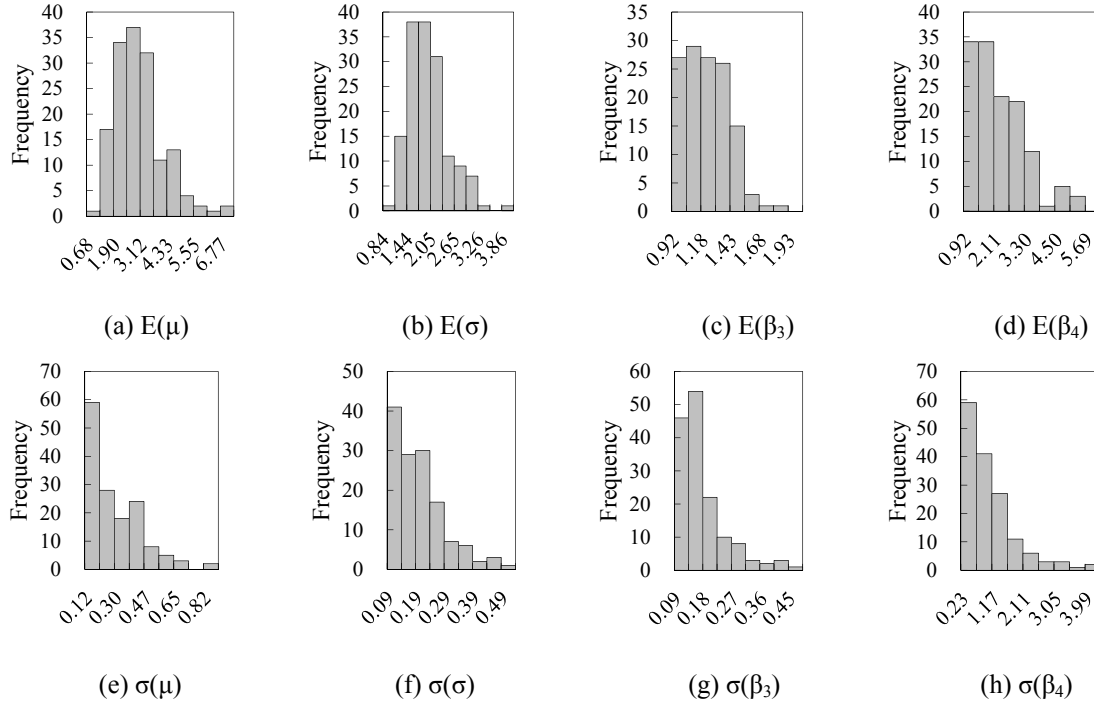 40 35 30 25 20 15 10 5 0
Frequency
0.68 1.90 3.12 4.33 5.55 6.77
(a) E(μ)
40 35 30 25 20 15 10 5 0
Frequency
0.84 1.44 2.05 2.65 3.26 3.86
(b) E(σ)
35 30 25 20 15 10 5 0
Frequency
0.92 1.18 1.43 1.68 1.93
(c) E(β₃)
40 35 30 25 20 15 10 5 0
Frequency
0.92 2.11 3.30 4.50 5.69
(d) E(β₄)
70 60 50 40 30 20 10 0
Frequency
0.12 0.30 0.47 0.65 0.82
(e) σ(μ)
50 40 30 20 10 0
Frequency
0.09 0.19 0.29 0.39 0.49
(f) σ(σ)
60 50 40 30 20 10 0
Frequency
0.09 0.18 0.27 0.36 0.45
(g) σ(β₃)
70 60 50 40 30 20 10 0
Frequency
0.23 1.17 2.11 3.05 3.99
(h) σ(β₄)